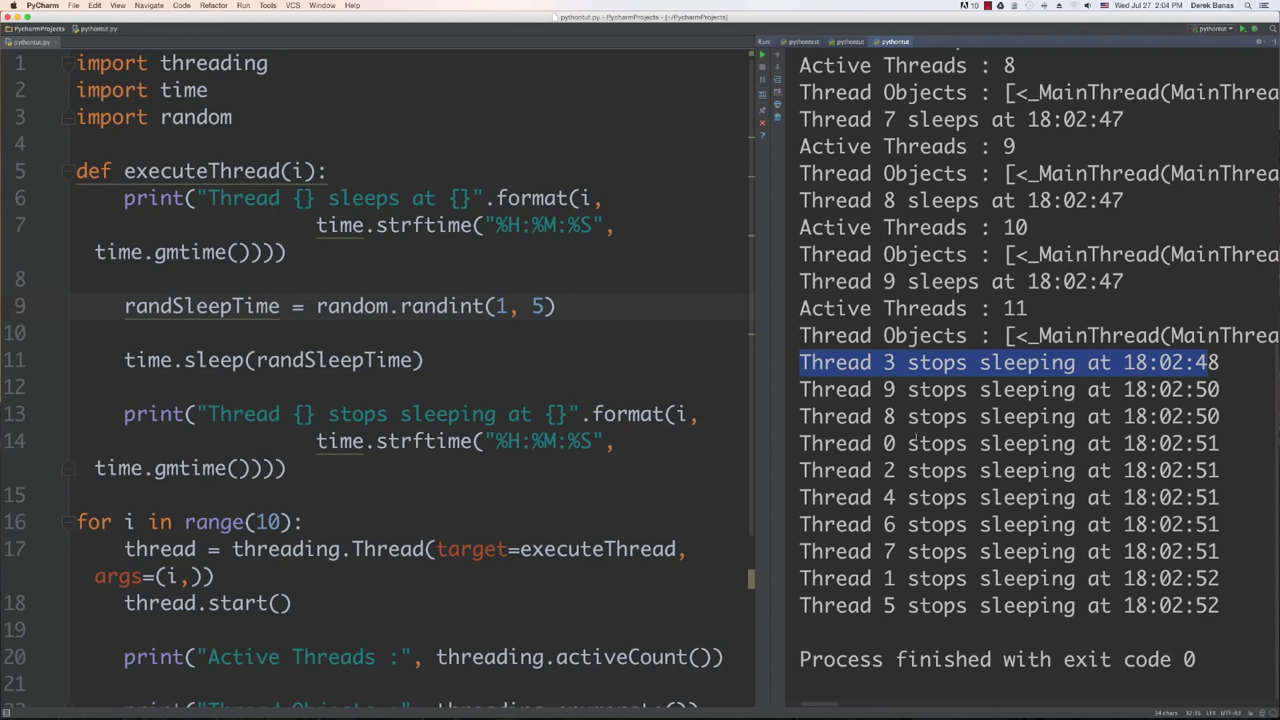 PyCharm File Edit View Navigate Code Refactor Run Tools VCS Window Help 10 Wed Jul 27 2:04 PM Derek Banas
pythontut.py - PycharmProjects - [~/PycharmProjects]
PycharmProjects pythontut.py pythontut
pythontut.py
Run: pythontut pythontut pythontut
1 import threading
2 import time
3 import random
4
5 def executeThread(i):
6 print("Thread {} sleeps at {}".format(i,
7 time.strftime("%H:%M:%S",
time.gmtime())))
8
9 randSleepTime = random.randint(1, 5)
10
11 time.sleep(randSleepTime)
12
13 print("Thread {} stops sleeping at {}".format(i,
14 time.strftime("%H:%M:%S",
time.gmtime())))
15
16 for i in range(10):
17 thread = threading.Thread(target=executeThread,
args=(i,))
18 thread.start()
19
20 print("Active Threads :", threading.activeCount())
21
Active Threads : 8
Thread Objects : [<_MainThread(MainThrea
Thread 7 sleeps at 18:02:47
Active Threads : 9
Thread Objects : [<_MainThread(MainThrea
Thread 8 sleeps at 18:02:47
Active Threads : 10
Thread Objects : [<_MainThread(MainThrea
Thread 9 sleeps at 18:02:47
Active Threads : 11
Thread Objects : [<_MainThread(MainThrea
Thread 3 stops sleeping at 18:02:48
Thread 9 stops sleeping at 18:02:50
Thread 8 stops sleeping at 18:02:50
Thread 0 stops sleeping at 18:02:51
Thread 2 stops sleeping at 18:02:51
Thread 4 stops sleeping at 18:02:51
Thread 6 stops sleeping at 18:02:51
Thread 7 stops sleeping at 18:02:51
Thread 1 stops sleeping at 18:02:52
Thread 5 stops sleeping at 18:02:52
Process finished with exit code 0
34 chars 32:35 LF UTF-8